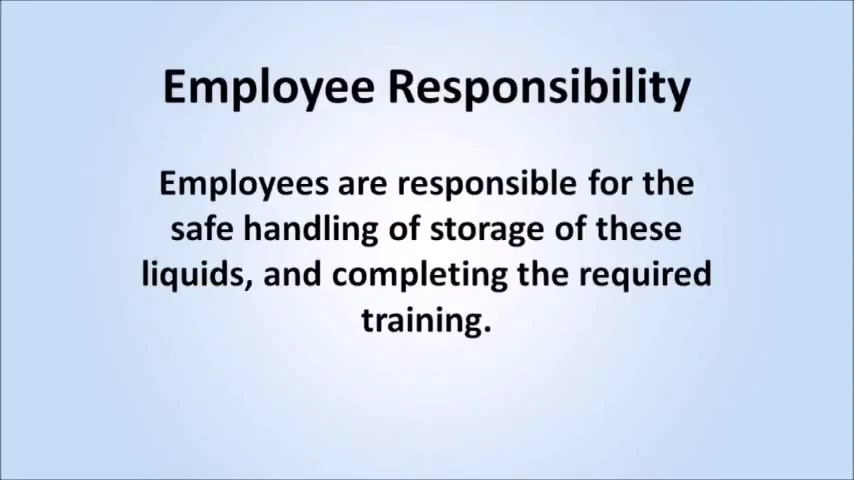 Employee Responsibility
Employees are responsible for the
safe handling of storage of these
liquids, and completing the required
training.